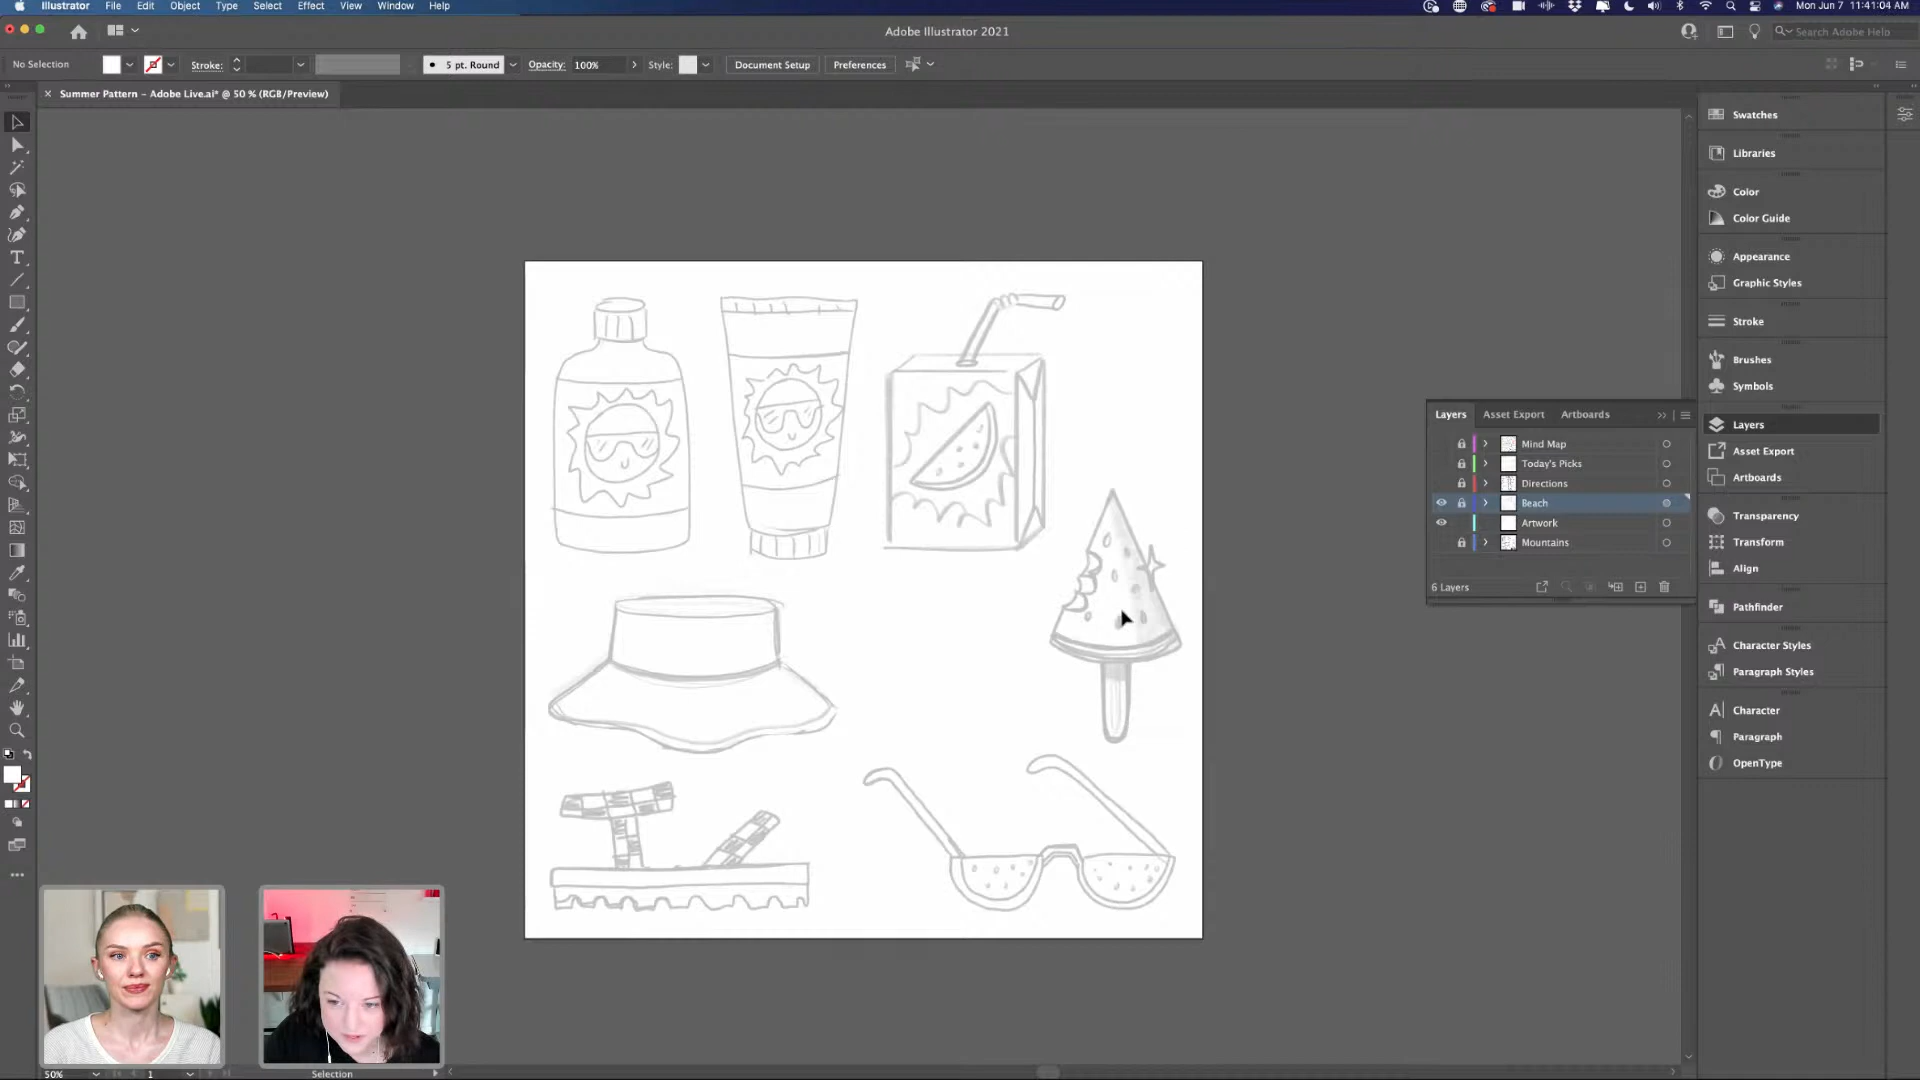 Illustrator File Edit Object Type Select Effect View Window Help
Mon Jun 7 11:41:04 AM
Adobe Illustrator 2021
Search Adobe Help
No Selection
Stroke:
5 pt. Round
Opacity: 100%
Style:
Document Setup
Preferences
Summer Pattern – Adobe Live.ai* @ 50 % (RGB/Preview)
Swatches
Libraries
Color
Color Guide
Appearance
Graphic Styles
Stroke
Brushes
Symbols
Layers
Asset Export
Artboards
Transparency
Transform
Align
Pathfinder
Character Styles
Paragraph Styles
Character
Paragraph
OpenType
Layers Asset Export Artboards
Mind Map
Today's Picks
Directions
Beach
Artwork
Mountains
6 Layers
50%
1
Selection